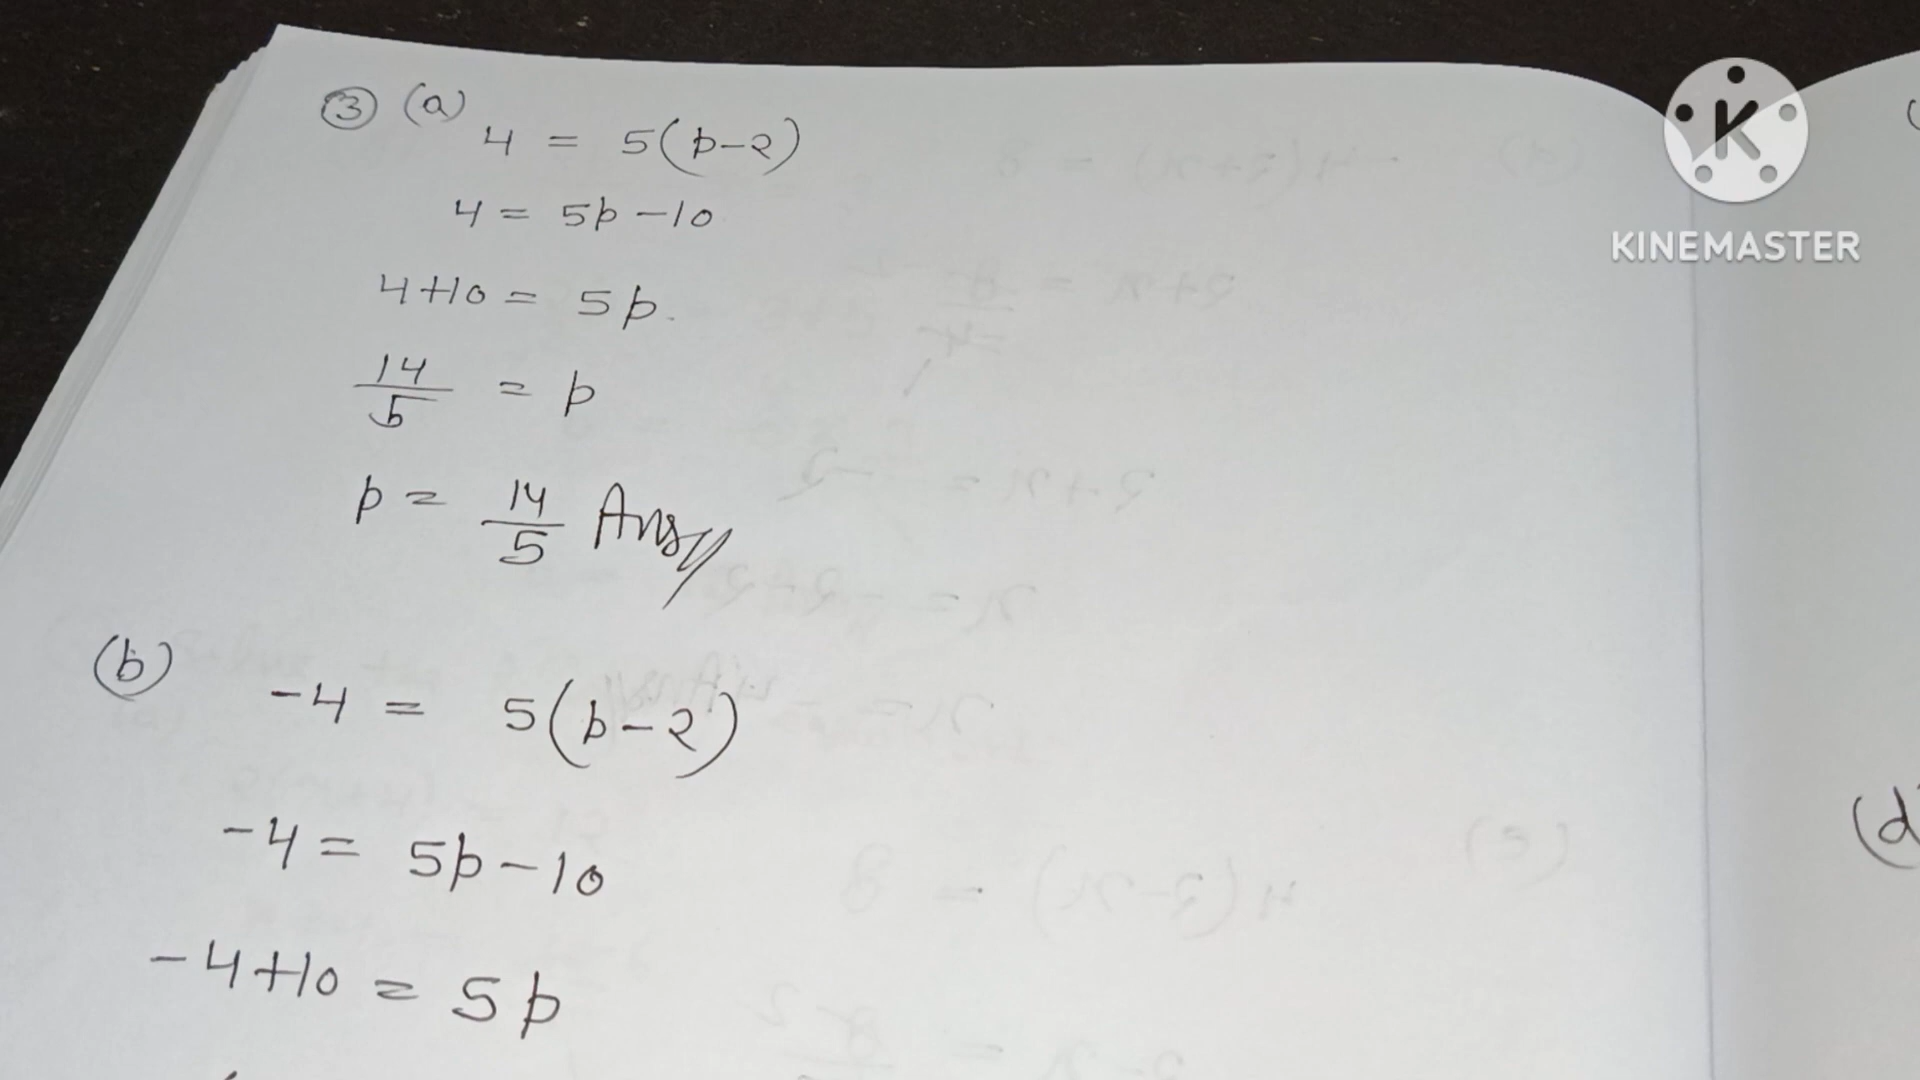 ③ (a)
4 = 5(p-2)
4 = 5p - 10
4+10 = 5p.
14/5 = p
p = 14/5 Ans
(b)
-4 = 5(p-2)
-4 = 5p - 10
-4+10 = 5p
K
KINEMASTER
(d